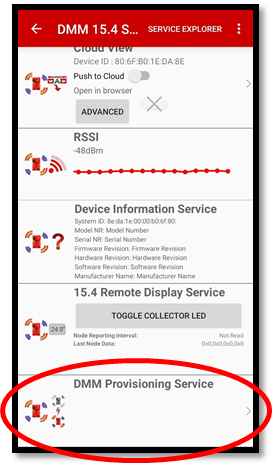 DMM 15.4 S... SERVICE EXPLORER
Cloud View
Device ID : 80:6F:B0:1E:DA:8E
Push to Cloud
Open in browser
ADVANCED
RSSI
-48dBm
Device Information Service
System ID: 8e:da:1e:00:00:b0:6f:80:
Model NR: Model Number
Serial NR: Serial Number
Firmware Revision: Firmware Revision
Hardware Revision: Hardware Revision
Software Revision: Software Revision
Manufacturer Name: Manufacturer Name
15.4 Remote Display Service
24.9°
TOGGLE COLLECTOR LED
Node Reporting interval: Not Read
Last Node Data: 0x0,0x0,0x0,0x0
DMM Provisioning Service